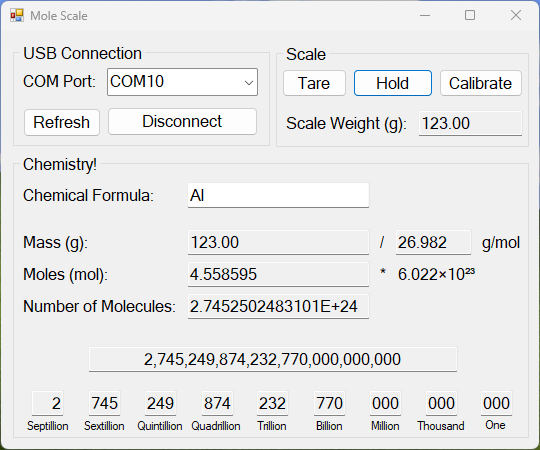 Mole Scale
USB Connection
COM Port: COM10
Refresh Disconnect
Scale
Tare Hold Calibrate
Scale Weight (g): 123.00
Chemistry!
Chemical Formula: Al
Mass (g): 123.00 / 26.982 g/mol
Moles (mol): 4.558595 * 6.022×10²³
Number of Molecules: 2.7452502483101E+24
2,745,249,874,232,770,000,000,000
2 745 249 874 232 770 000 000 000
Septillion Sextillion Quintillion Quadrillion Trillion Billion Million Thousand One